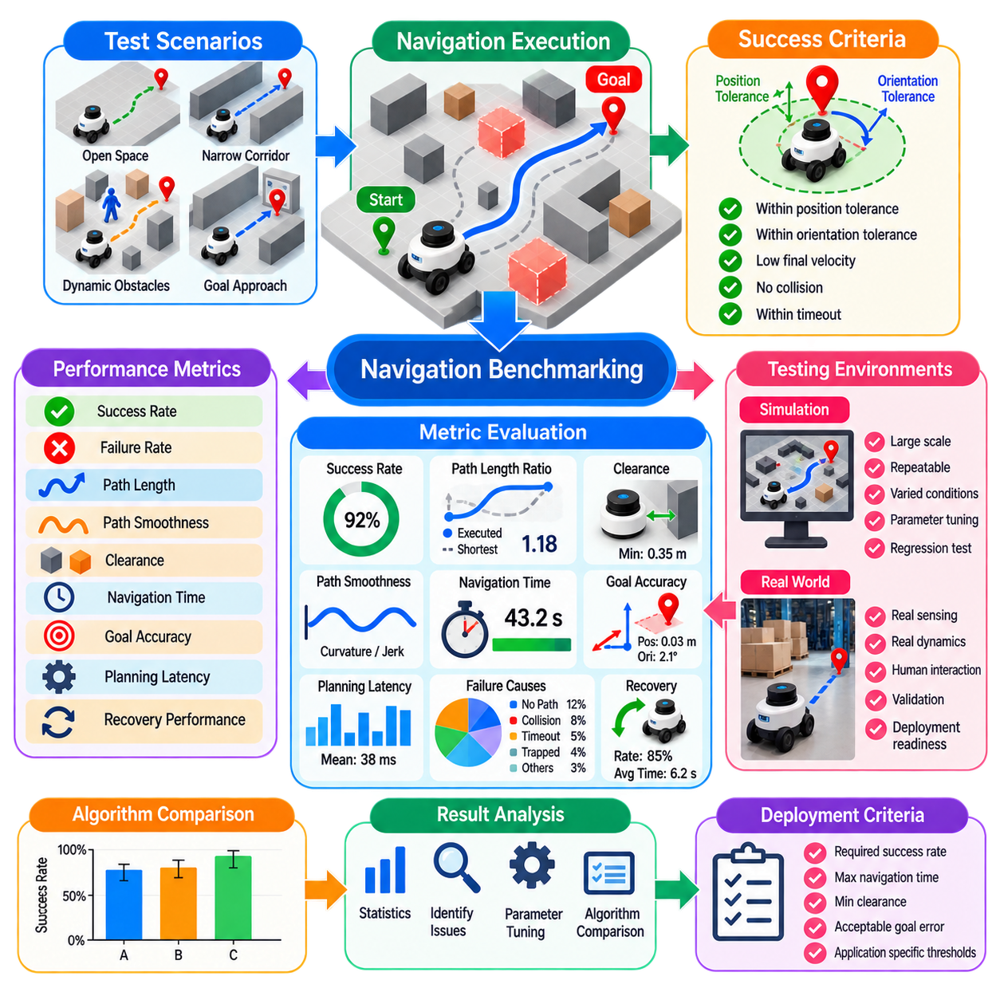 Test Scenarios
Open Space
Narrow Corridor
Dynamic Obstacles
Goal Approach
Navigation Execution
Goal
Start
Success Criteria
Position
Tolerance
Orientation
Tolerance
Within position tolerance
Within orientation tolerance
Low final velocity
No collision
Within timeout
Navigation Benchmarking
Performance Metrics
Success Rate
Failure Rate
Path Length
Path Smoothness
Clearance
Navigation Time
Goal Accuracy
Planning Latency
Recovery Performance
Metric Evaluation
Success Rate
92%
Path Length Ratio
Executed
Shortest
1.18
Clearance
Min: 0.35 m
Path Smoothness
Curvature / Jerk
Navigation Time
43.2 s
Goal Accuracy
Pos: 0.03 m
Ori: 2.1°
Planning Latency
Mean: 38 ms
Failure Causes
No Path 12%
Collision 8%
Timeout 5%
Trapped 4%
Others 3%
Recovery
Rate: 85%
Avg Time: 6.2 s
Testing Environments
Simulation
Large scale
Repeatable
Varied conditions
Parameter tuning
Regression test
Real World
Real sensing
Real dynamics
Human interaction
Validation
Deployment
readiness
Algorithm Comparison
Succees Rate
100%
50%
0%
A B C
Result Analysis
Statistics
Identify
Issues
Parameter
Tuning
Algorithm
Comparison
Deployment Criteria
Required success rate
Max navigation time
Min clearance
Acceptable goal error
Application specific thresholds